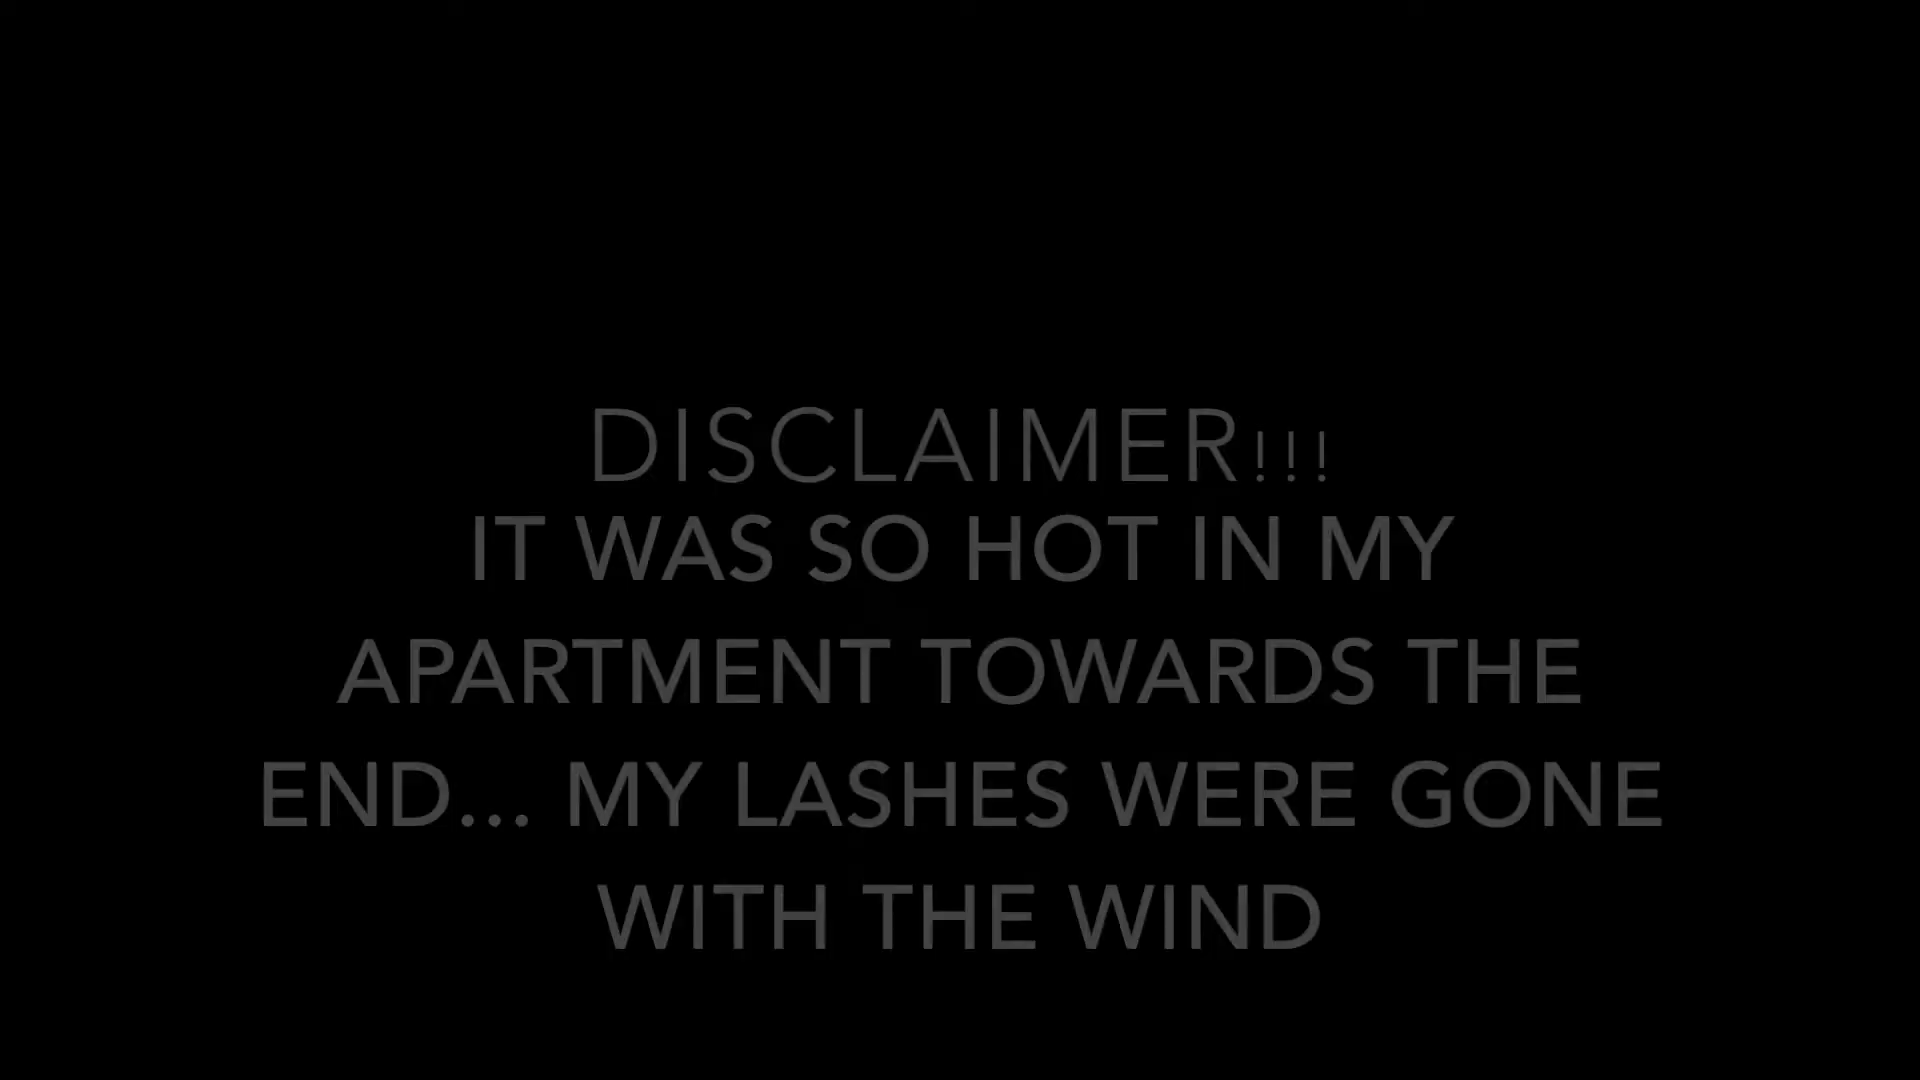 DISCLAIMER!!!
IT WAS SO HOT IN MY
APARTMENT TOWARDS THE
END... MY LASHES WERE GONE
WITH THE WIND